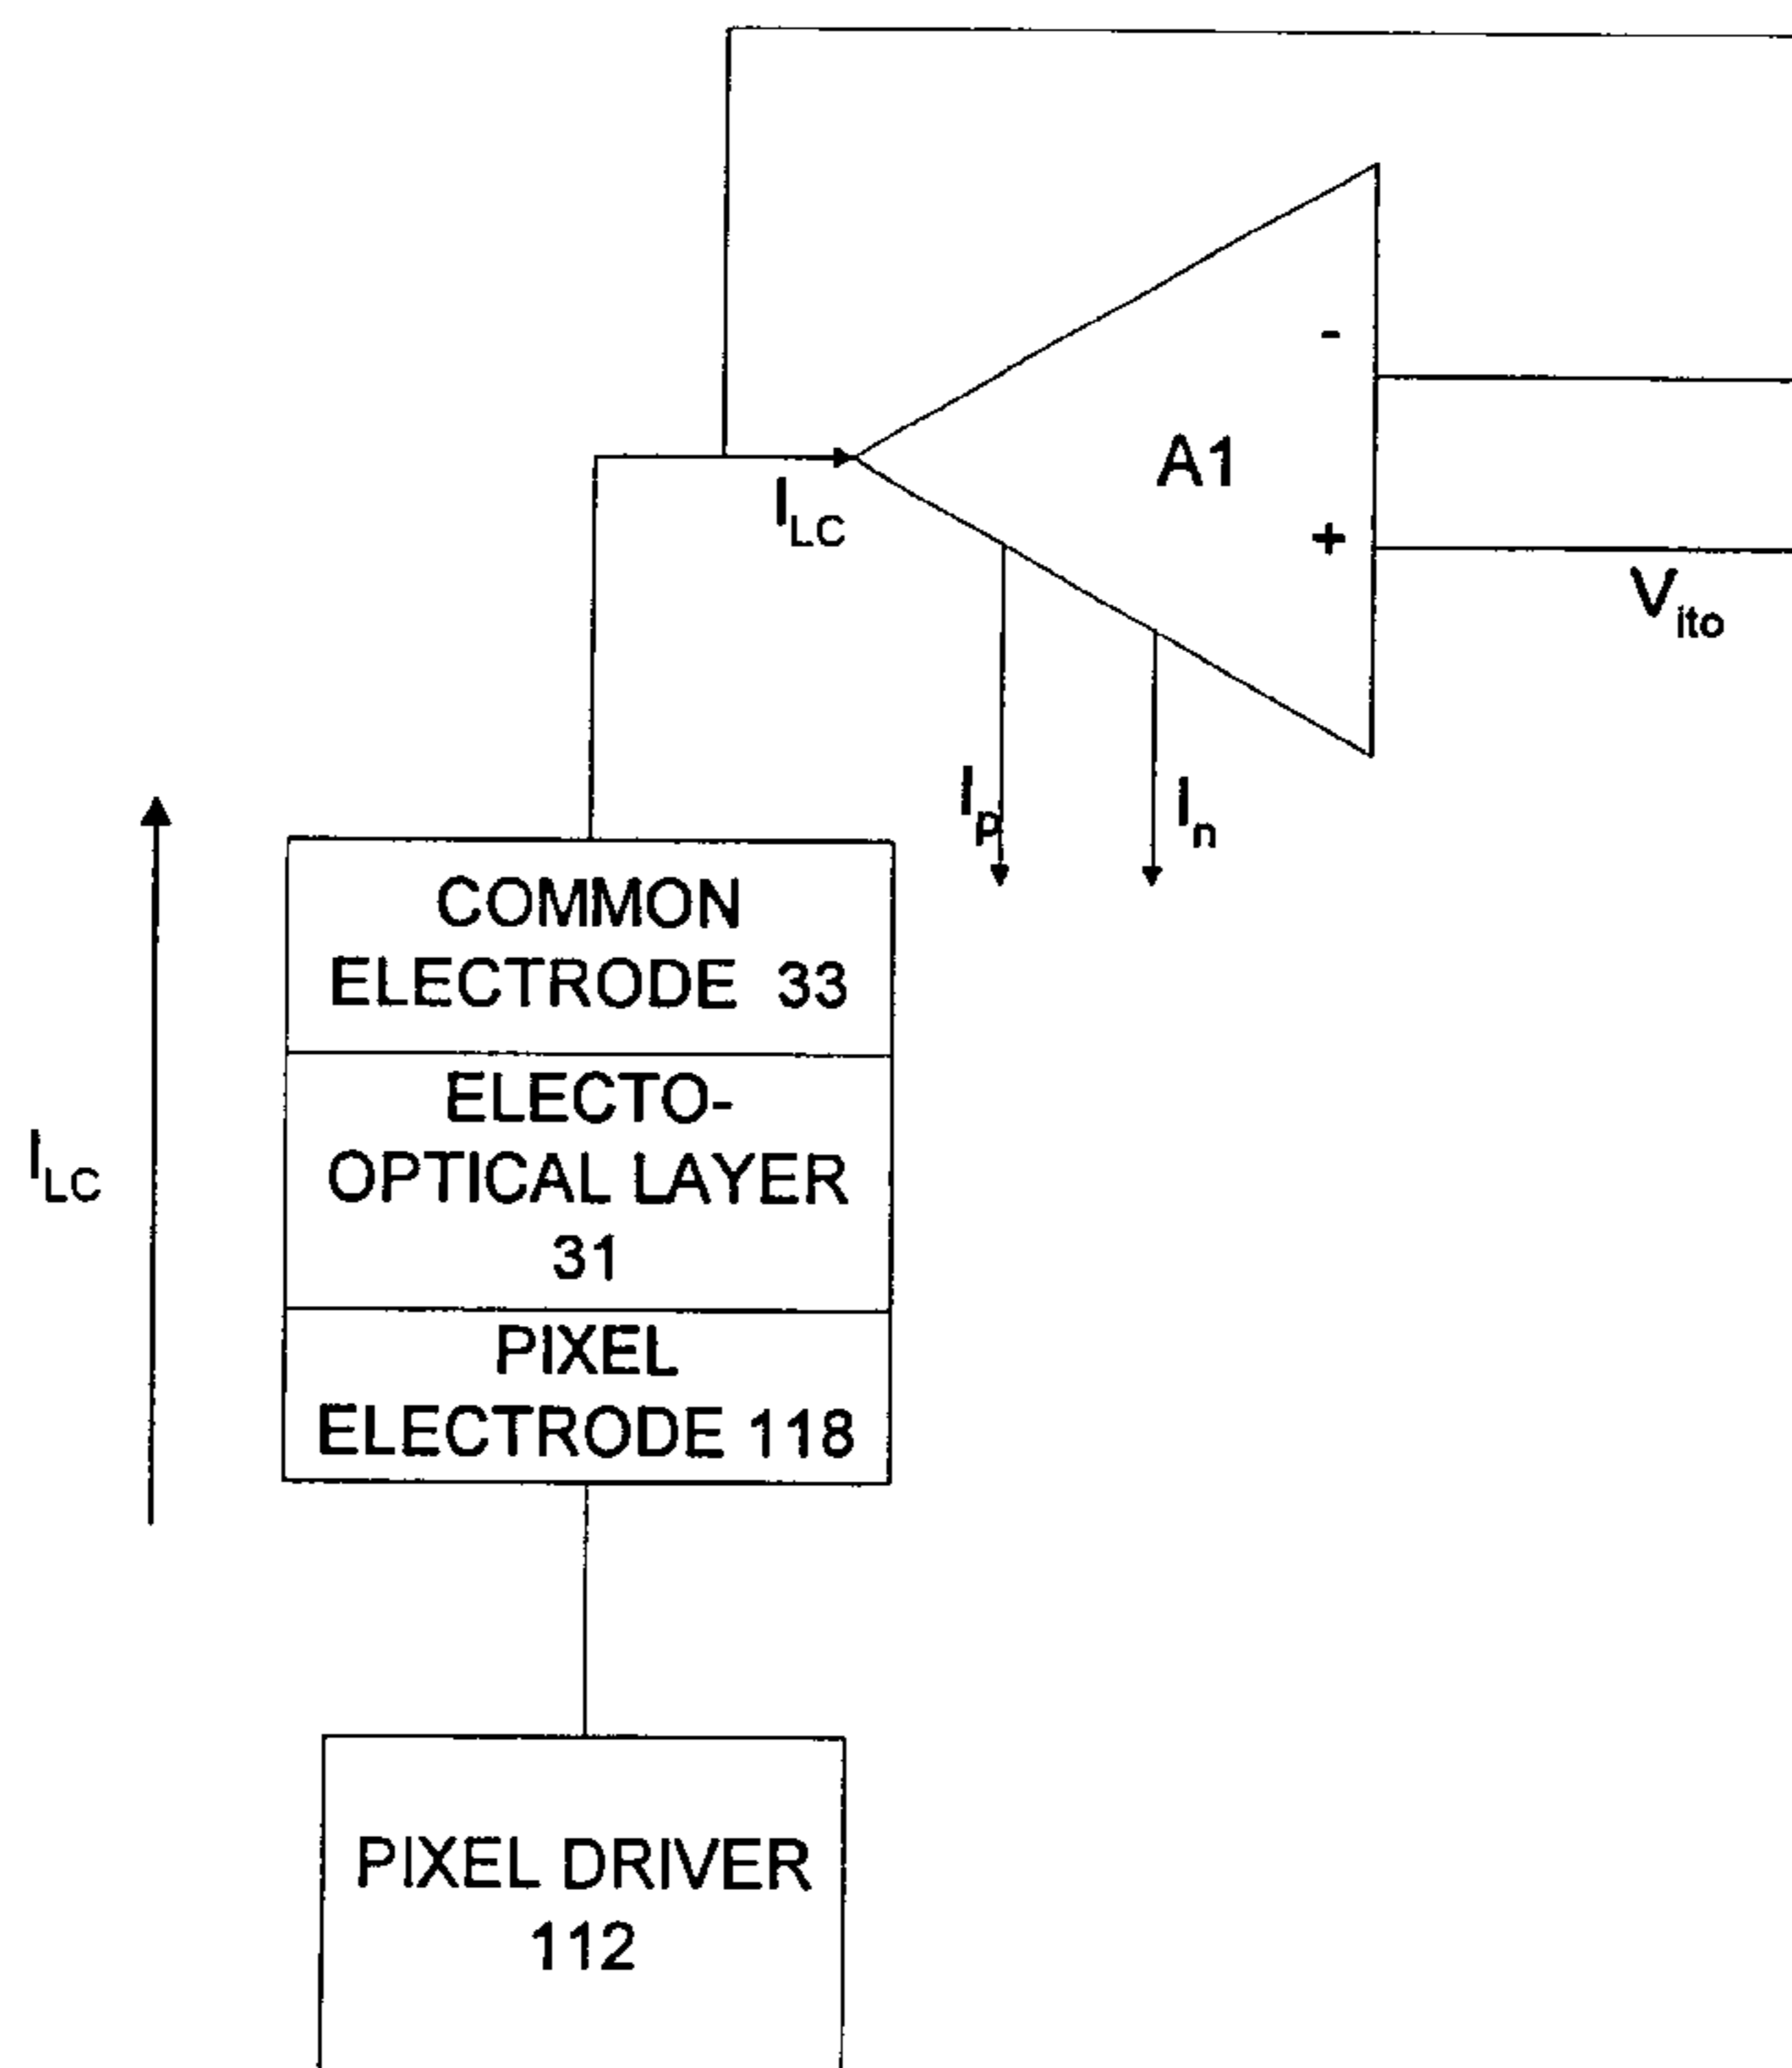 -
A1
+
I_LC
V_ito
I_p
I_n
COMMON
ELECTRODE 33
ELECTO-
OPTICAL LAYER
31
I_LC
PIXEL
ELECTRODE 118
PIXEL DRIVER
112